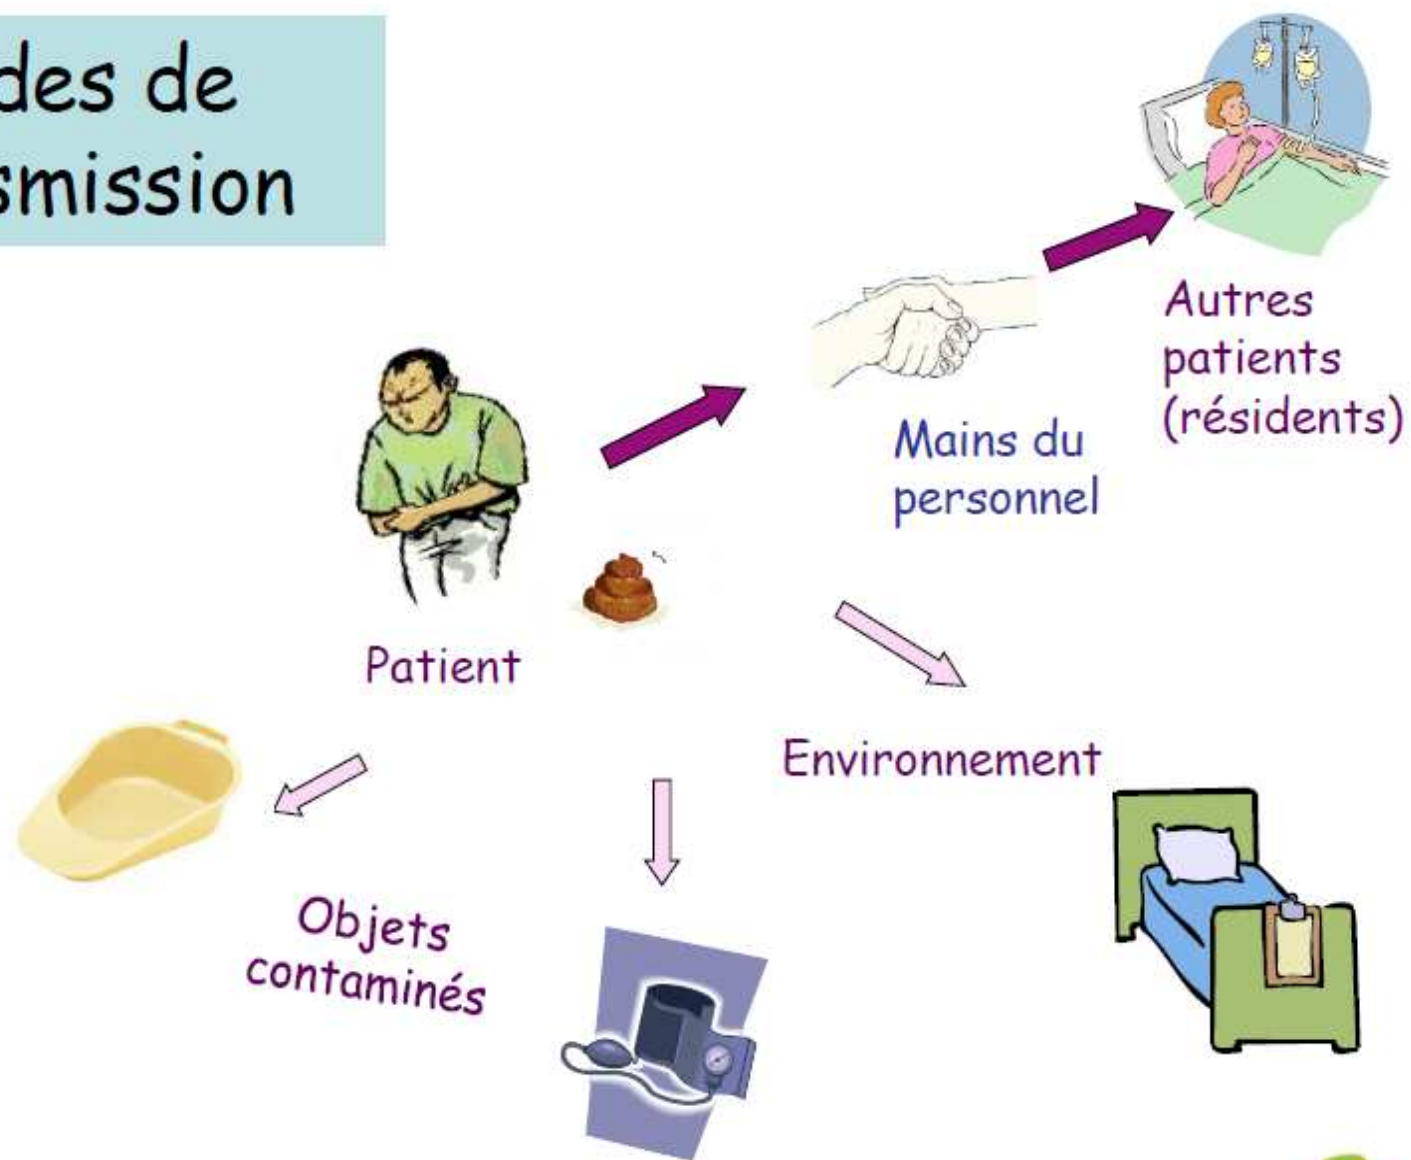 des de
smission
Autres
patients
(résidents)
Mains du
personnel
Patient
Environnement
Objets
contaminés